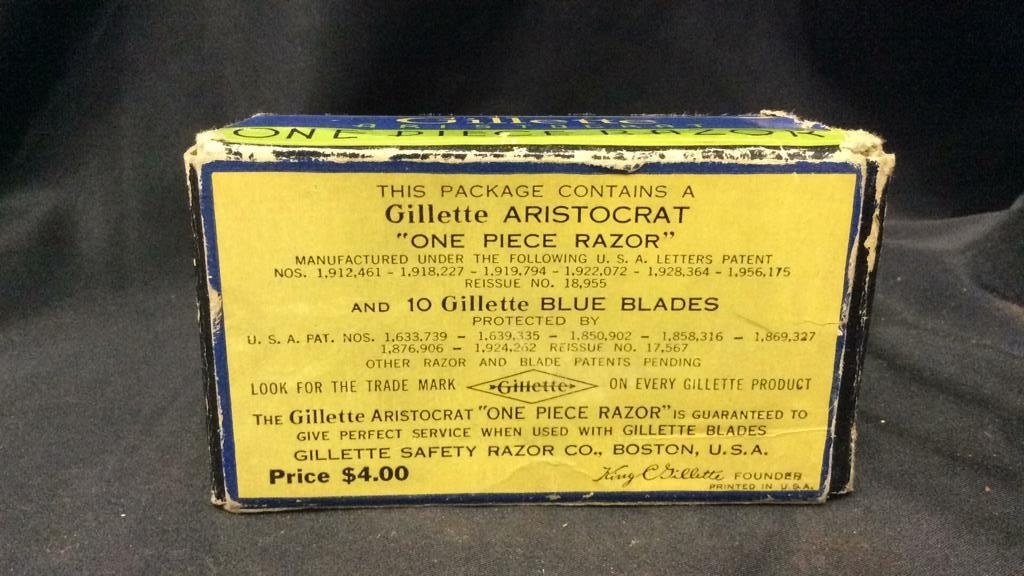 Gillette
ARISTOCRAT
ONE PIECE RAZOR
THIS PACKAGE CONTAINS A
Gillette ARISTOCRAT
"ONE PIECE RAZOR"
MANUFACTURED UNDER THE FOLLOWING U. S. A. LETTERS PATENT
NOS. 1,912,461 - 1,918,227 - 1,919,794 - 1,922,072 - 1,928,364 - 1,956,175
REISSUE NO. 18,955
AND 10 Gillette BLUE BLADES
PROTECTED BY
U. S. A. PAT. NOS. 1,633,739 - 1,639,335 - 1,850,902 - 1,858,316 - 1,869,327
1,876,906 - 1,924,262 REISSUE NO. 17,567
OTHER RAZOR AND BLADE PATENTS PENDING
LOOK FOR THE TRADE MARK Gillette ON EVERY GILLETTE PRODUCT
THE Gillette ARISTOCRAT "ONE PIECE RAZOR" IS GUARANTEED TO
GIVE PERFECT SERVICE WHEN USED WITH GILLETTE BLADES
GILLETTE SAFETY RAZOR CO., BOSTON, U.S.A.
Price $4.00 King C Gillette FOUNDER
PRINTED IN U.S.A.